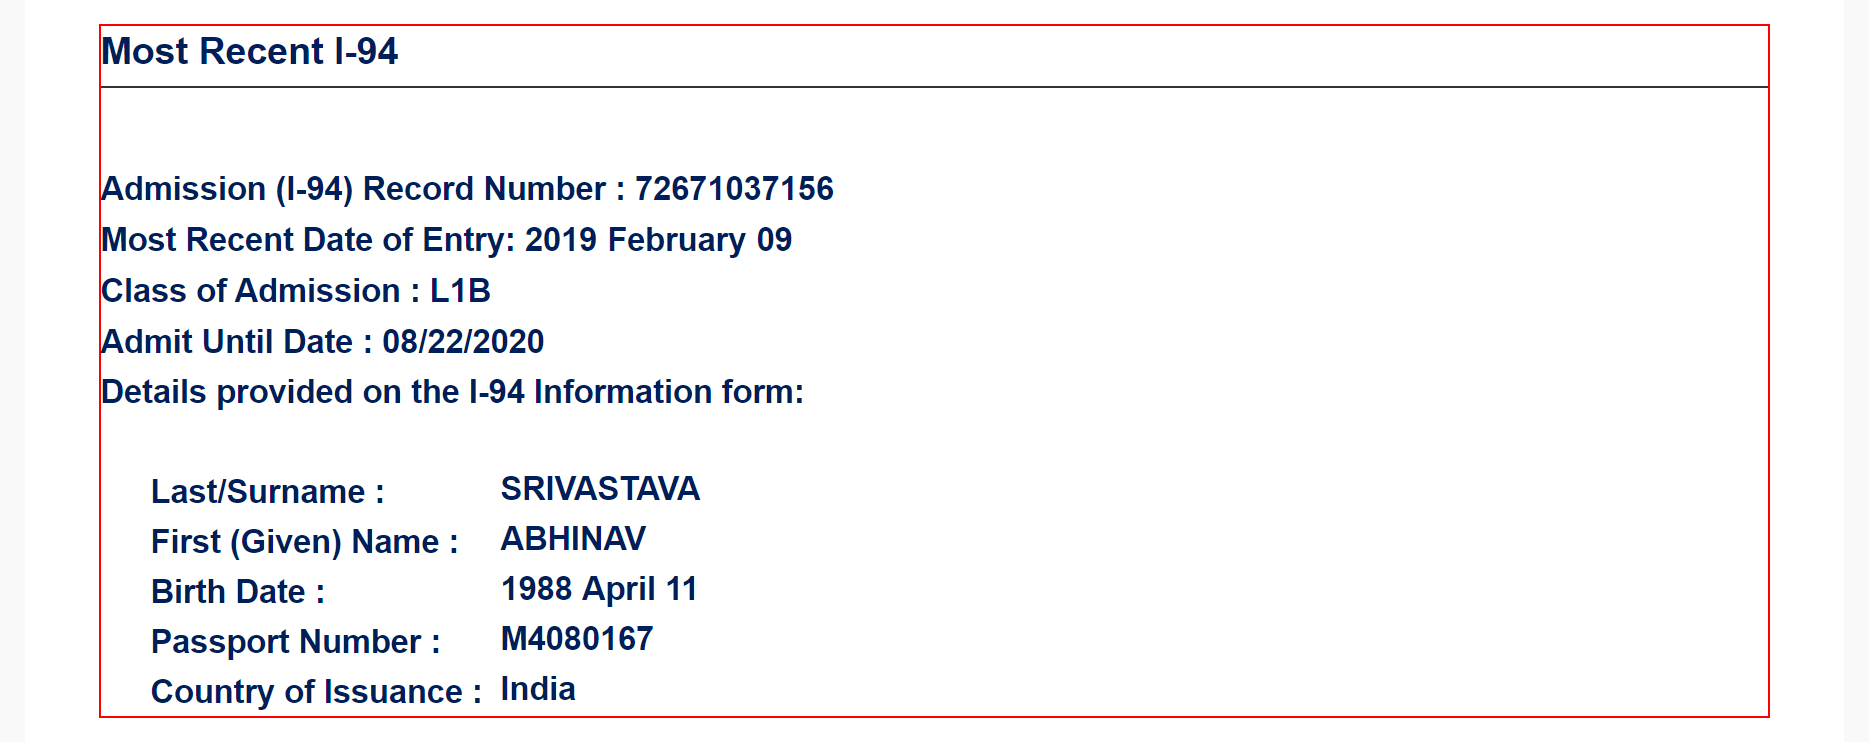 Most Recent I-94
Admission (I-94) Record Number : 72671037156
Most Recent Date of Entry: 2019 February 09
Class of Admission : L1B
Admit Until Date : 08/22/2020
Details provided on the I-94 Information form:
Last/Surname : SRIVASTAVA
First (Given) Name : ABHINAV
Birth Date : 1988 April 11
Passport Number : M4080167
Country of Issuance : India